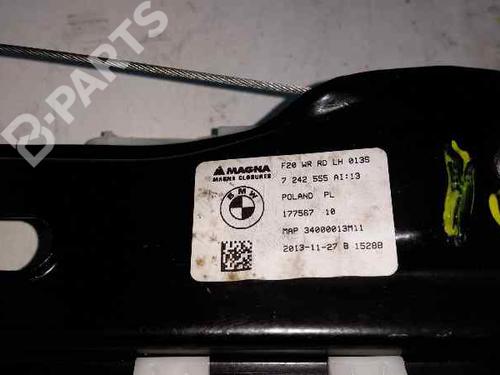 B-PARTS
MAGNA
MAGNA CLOSURES
BMW
F20 WR RD LH 013S
7 242 555 AI:13
POLAND PL
177567 10
MAP 34000013M11
2013-11-27 B 15288